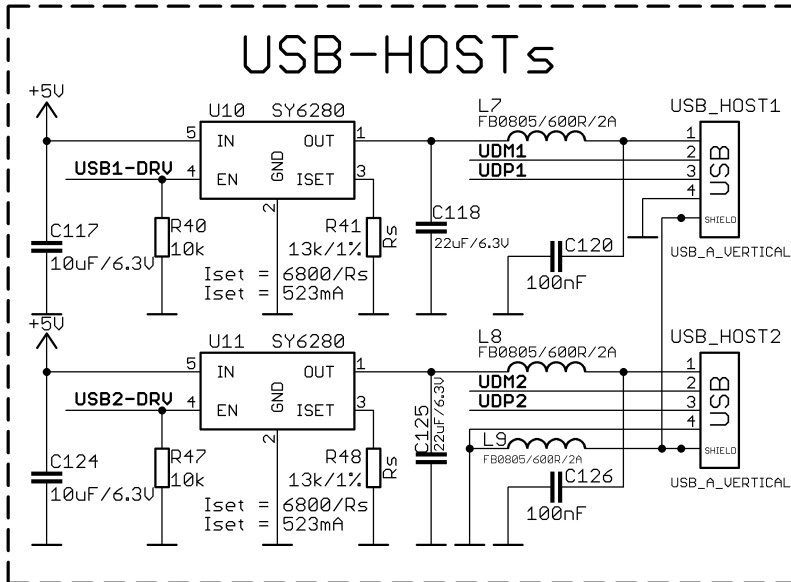 USB-HOSTs
+5V
U10 SY6280
L7
FB0805/600R/2A
USB_HOST1
5 IN OUT 1
USB1-DRV 4 EN GND ISET 3
2
UDM1
UDP1
1
2
3
4
USB
SHIELD
USB_A_VERTICAL
C117
10uF/6.3V
R40
10k
R41
13k/1%
Rs
C118
22uF/6.3V
C120
100nF
Iset = 6800/Rs
Iset = 523mA
+5V
U11 SY6280
L8
FB0805/600R/2A
USB_HOST2
5 IN OUT 1
USB2-DRV 4 EN GND ISET 3
2
UDM2
UDP2
1
2
3
4
USB
SHIELD
USB_A_VERTICAL
L9
FB0805/600R/2A
C124
10uF/6.3V
R47
10k
R48
13k/1%
Rs
C125
22uF/6.3V
C126
100nF
Iset = 6800/Rs
Iset = 523mA